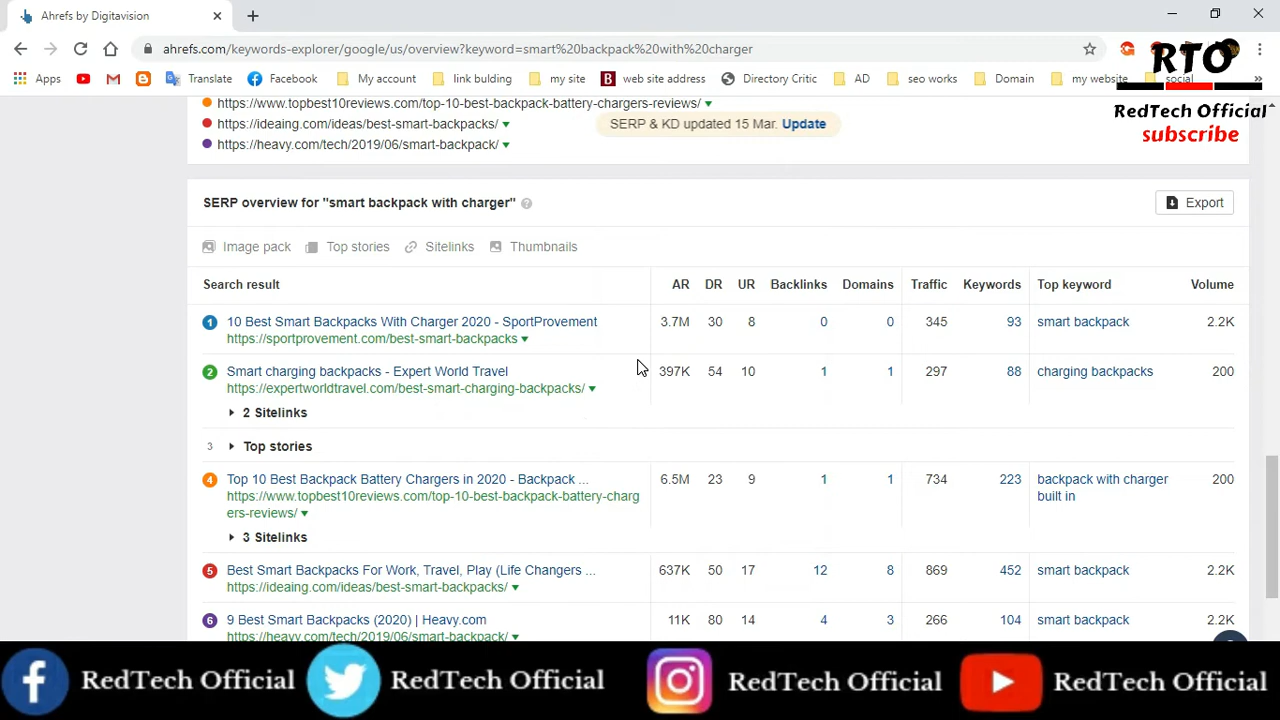 Ahrefs by Digitavision
ahrefs.com/keywords-explorer/google/us/overview?keyword=smart%20backpack%20with%20charger
Apps Translate Facebook My account link bulding my site B web site address Directory Critic AD seo works Domain my website social »
RTO
RedTech Official
subscribe
https://www.topbest10reviews.com/top-10-best-backpack-battery-chargers-reviews/
https://ideaing.com/ideas/best-smart-backpacks/
SERP & KD updated 15 Mar. Update
https://heavy.com/tech/2019/06/smart-backpack/
SERP overview for "smart backpack with charger" ?
Export
Image pack Top stories Sitelinks Thumbnails
Search result AR DR UR Backlinks Domains Traffic Keywords Top keyword Volume
1 10 Best Smart Backpacks With Charger 2020 - SportProvement 3.7M 30 8 0 0 345 93 smart backpack 2.2K
https://sportprovement.com/best-smart-backpacks
2 Smart charging backpacks - Expert World Travel 397K 54 10 1 1 297 88 charging backpacks 200
https://expertworldtravel.com/best-smart-charging-backpacks/
2 Sitelinks
3 Top stories
4 Top 10 Best Backpack Battery Chargers in 2020 - Backpack ... 6.5M 23 9 1 1 734 223 backpack with charger 200
https://www.topbest10reviews.com/top-10-best-backpack-battery-charg built in
ers-reviews/
3 Sitelinks
5 Best Smart Backpacks For Work, Travel, Play (Life Changers ... 637K 50 17 12 8 869 452 smart backpack 2.2K
https://ideaing.com/ideas/best-smart-backpacks/
6 9 Best Smart Backpacks (2020) | Heavy.com 11K 80 14 4 3 266 104 smart backpack 2.2K
https://heavy.com/tech/2019/06/smart-backpack/
RedTech Official RedTech Official RedTech Official RedTech Official